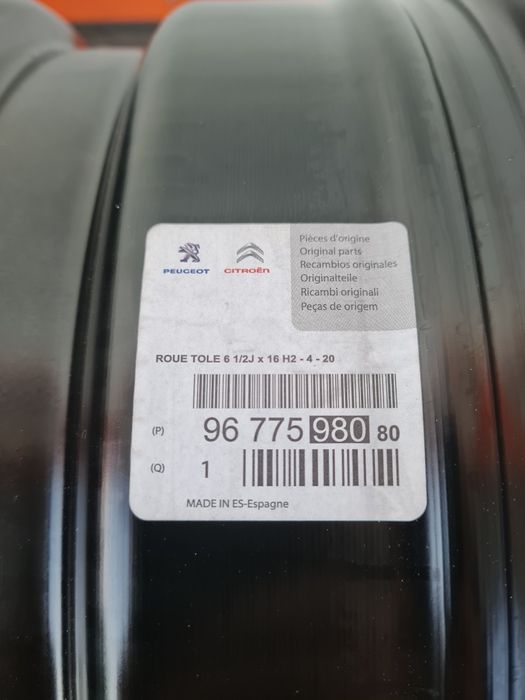 PEUGEOT
CITROËN
Pièces d'origine
Original parts
Recambios originales
Originalteile
Ricambi originali
Peças de origem
ROUE TOLE 6 1/2J x 16 H2 - 4 - 20
(P) 96 775 980 80
(Q) 1
MADE IN ES-Espagne